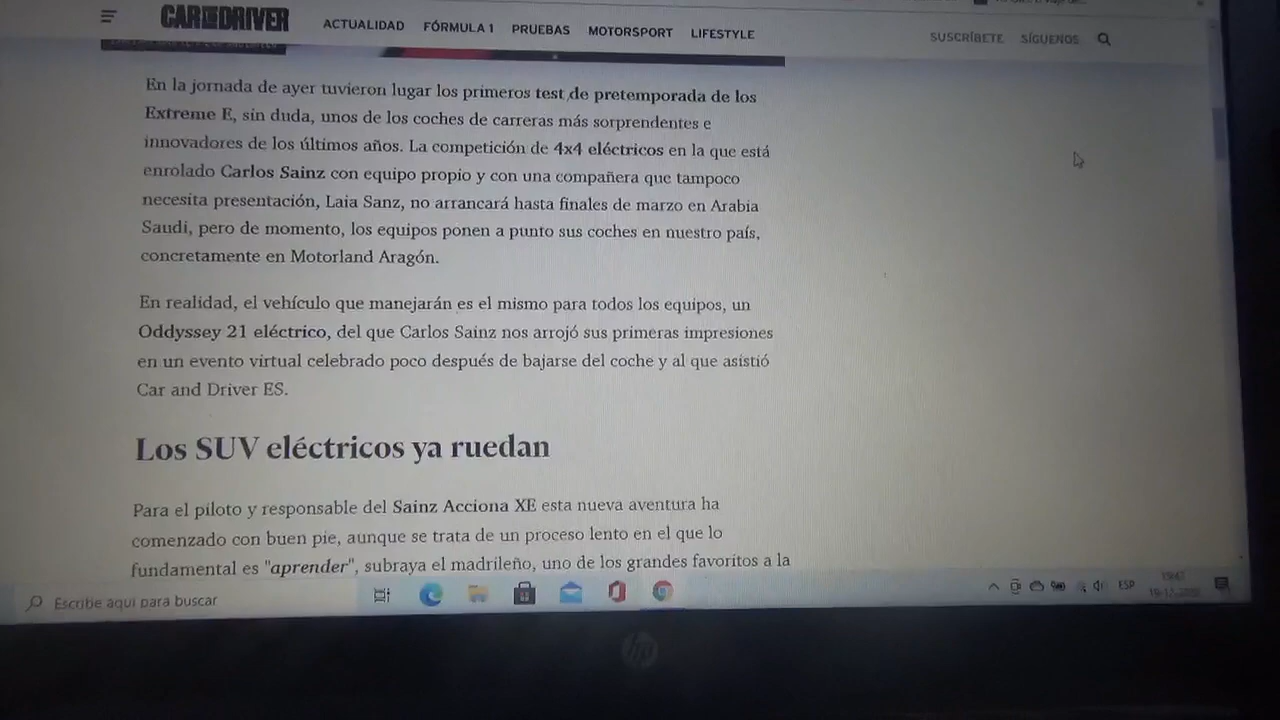 CAR AND DRIVER
ACTUALIDAD FÓRMULA 1 PRUEBAS MOTORSPORT LIFESTYLE
SUSCRÍBETE SÍGUENOS
En la jornada de ayer tuvieron lugar los primeros test de pretemporada de los
Extreme E, sin duda, unos de los coches de carreras más sorprendentes e
innovadores de los últimos años. La competición de 4x4 eléctricos en la que está
enrolado Carlos Sainz con equipo propio y con una compañera que tampoco
necesita presentación, Laia Sanz, no arrancará hasta finales de marzo en Arabia
Saudi, pero de momento, los equipos ponen a punto sus coches en nuestro país,
concretamente en Motorland Aragón.
En realidad, el vehículo que manejarán es el mismo para todos los equipos, un
Oddyssey 21 eléctrico, del que Carlos Sainz nos arrojó sus primeras impresiones
en un evento virtual celebrado poco después de bajarse del coche y al que asistió
Car and Driver ES.
Los SUV eléctricos ya ruedan
Para el piloto y responsable del Sainz Acciona XE esta nueva aventura ha
comenzado con buen pie, aunque se trata de un proceso lento en el que lo
fundamental es "aprender", subraya el madrileño, uno de los grandes favoritos a la
Escribe aquí para buscar
ESP
hp